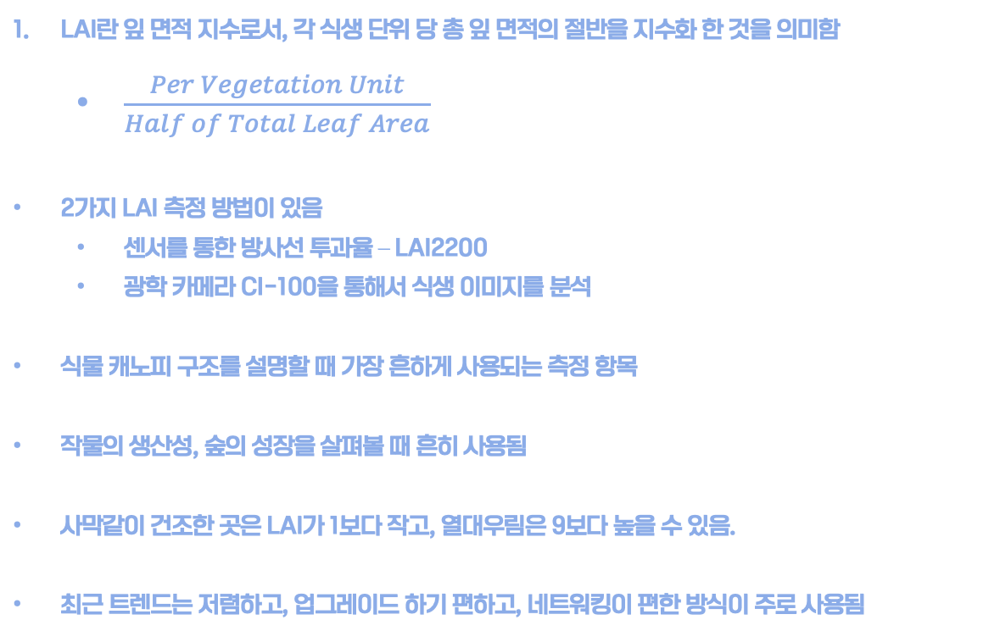 1. LAI란 잎 면적 지수로서, 각 식생 단위 당 총 잎 면적의 절반을 지수화 한 것을 의미함
• Per Vegetation Unit
Half of Total Leaf Area
• 2가지 LAI 측정 방법이 있음
• 센서를 통한 방사선 투과율 – LAI2200
• 광학 카메라 CI-100을 통해서 식생 이미지를 분석
• 식물 캐노피 구조를 설명할 때 가장 흔하게 사용되는 측정 항목
• 작물의 생산성, 숲의 성장을 살펴볼 때 흔히 사용됨
• 사막같이 건조한 곳은 LAI가 1보다 작고, 열대우림은 9보다 높을 수 있음.
• 최근 트렌드는 저렴하고, 업그레이드 하기 편하고, 네트워킹이 편한 방식이 주로 사용됨